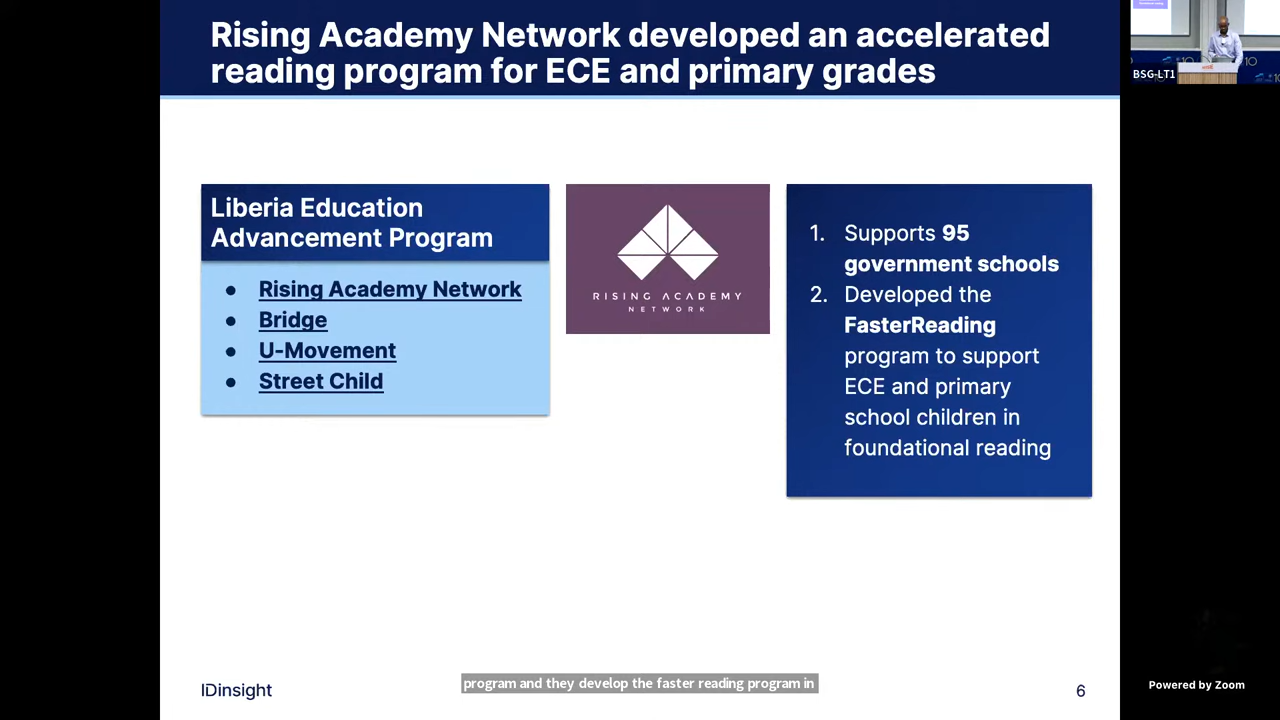 Rising Academy Network developed an accelerated
reading program for ECE and primary grades
BSG-LT1
Liberia Education
Advancement Program
● Rising Academy Network
● Bridge
● U-Movement
● Street Child
RISING ACADEMY
NETWORK
1. Supports 95
government schools
2. Developed the
FasterReading
program to support
ECE and primary
school children in
foundational reading
IDinsight
program and they develop the faster reading program in
6
Powered by Zoom